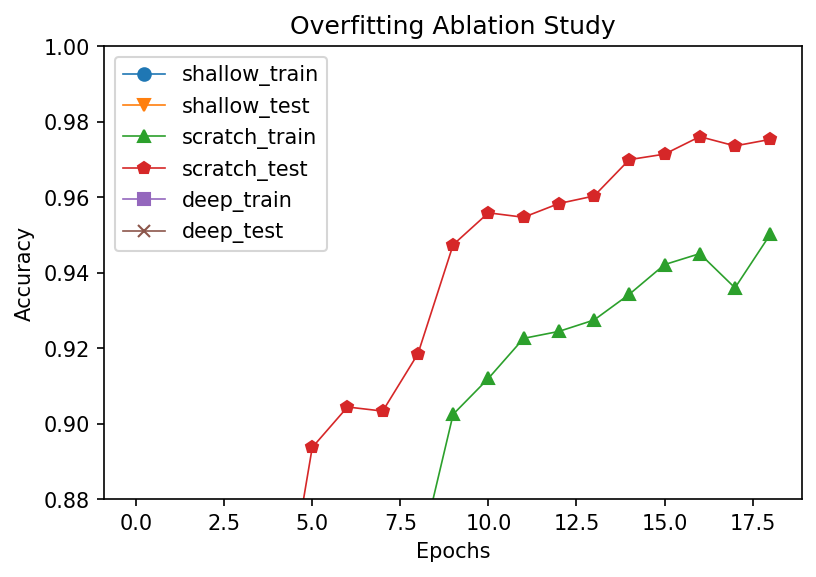 Overfitting Ablation Study
1.00
0.98
0.96
0.94
0.92
0.90
0.88
Accuracy
shallow_train
shallow_test
scratch_train
scratch_test
deep_train
deep_test
0.0 2.5 5.0 7.5 10.0 12.5 15.0 17.5
Epochs